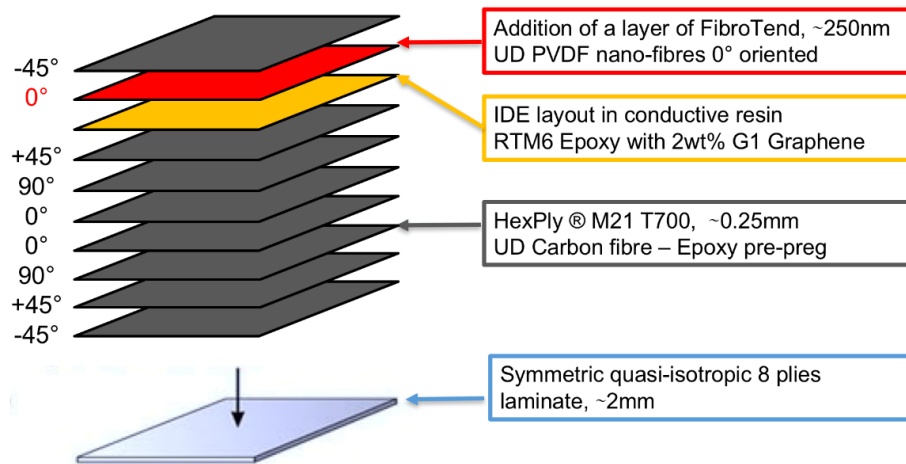 Addition of a layer of FibroTend, ~250nm
UD PVDF nano-fibres 0° oriented
-45°
0°
IDE layout in conductive resin
RTM6 Epoxy with 2wt% G1 Graphene
+45°
90°
0°
0°
90°
+45°
-45°
HexPly ® M21 T700, ~0.25mm
UD Carbon fibre – Epoxy pre-preg
Symmetric quasi-isotropic 8 plies
laminate, ~2mm